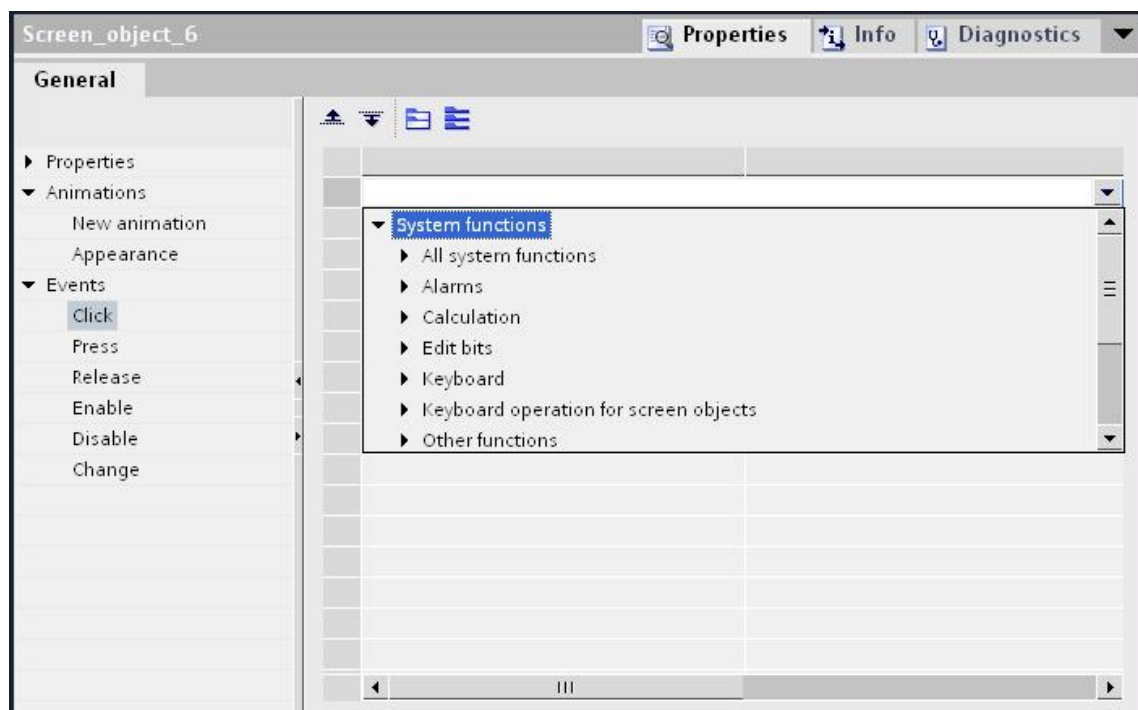 Screen_object_6 Properties Info Diagnostics
General
Properties
Animations
New animation
Appearance
Events
Click
Press
Release
Enable
Disable
Change
System functions
All system functions
Alarms
Calculation
Edit bits
Keyboard
Keyboard operation for screen objects
Other functions